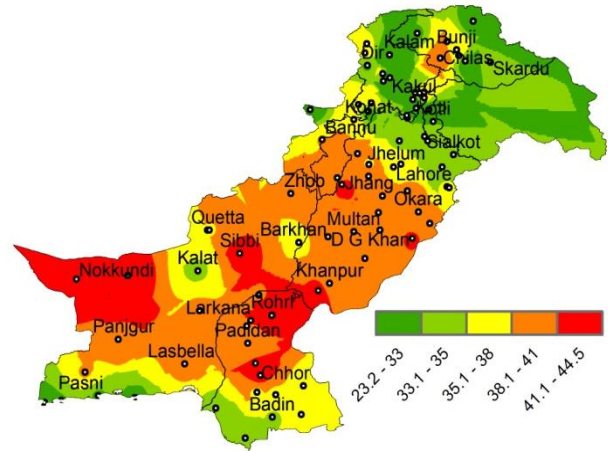 Kalam
Bunji
Dir
Chilas
Skardu
Kakul
Kohat
Kotli
Bannu
Sialkot
Jhelum
Zhob
Jhang
Lahore
Okara
Quetta
Multan
Barkhan
D G Khan
Sibbi
Kalat
Nokkundi
Khanpur
Larkana
Rohri
Panjgur
Padidan
Lasbella
Chhor
Pasni
Badin
23.2 - 33
33.1 - 35
35.1 - 38
38.1 - 41
41.1 - 44.5